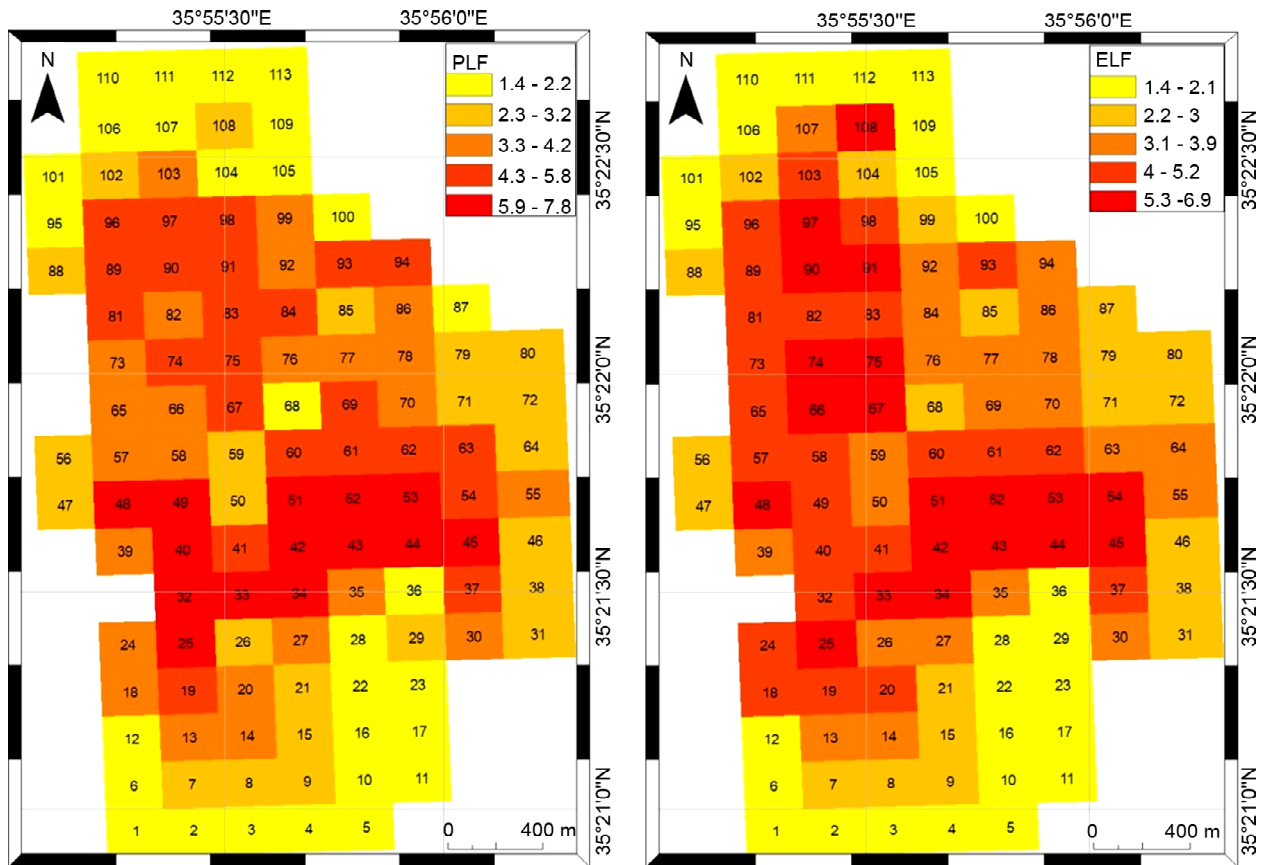 35°55'30"E 35°56'0"E
N
PLF
1.4 - 2.2
2.3 - 3.2
3.3 - 4.2
4.3 - 5.8
5.9 - 7.8
110 111 112 113
106 107 108 109
101 102 103 104 105
95 96 97 98 99 100
88 89 90 91 92 93 94
81 82 83 84 85 86 87
73 74 75 76 77 78 79 80
65 66 67 68 69 70 71 72
56 57 58 59 60 61 62 63 64
47 48 49 50 51 52 53 54 55
39 40 41 42 43 44 45 46
32 33 34 35 36 37 38
24 25 26 27 28 29 30 31
18 19 20 21 22 23
12 13 14 15 16 17
6 7 8 9 10 11
1 2 3 4 5
0 400 m
35°22'30"N
35°22'0"N
35°21'30"N
35°21'0"N
35°55'30"E 35°56'0"E
N
ELF
1.4 - 2.1
2.2 - 3
3.1 - 3.9
4 - 5.2
5.3 -6.9
110 111 112 113
106 107 108 109
101 102 103 104 105
95 96 97 98 99 100
88 89 90 91 92 93 94
81 82 83 84 85 86 87
73 74 75 76 77 78 79 80
65 66 67 68 69 70 71 72
56 57 58 59 60 61 62 63 64
47 48 49 50 51 52 53 54 55
39 40 41 42 43 44 45 46
32 33 34 35 36 37 38
24 25 26 27 28 29 30 31
18 19 20 21 22 23
12 13 14 15 16 17
6 7 8 9 10 11
1 2 3 4 5
0 400 m
35°22'30"N
35°22'0"N
35°21'30"N
35°21'0"N